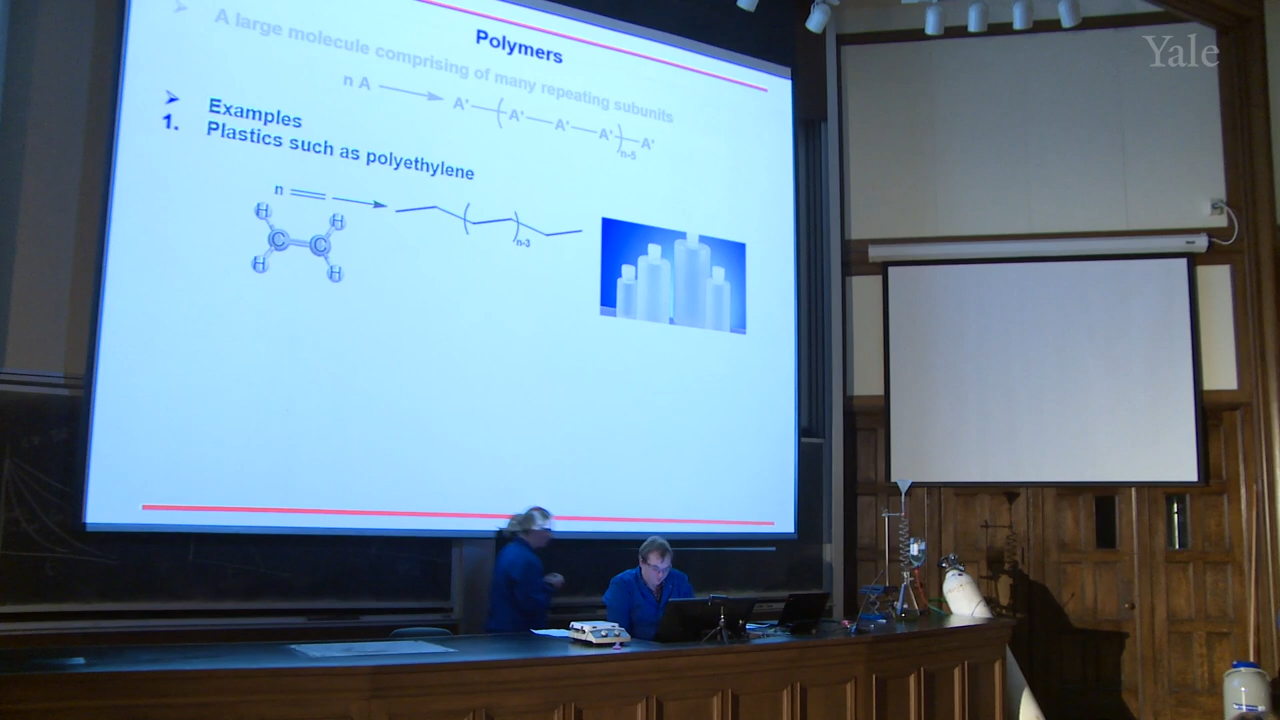 Yale
Polymers
A large molecule comprising of many repeating subunits
n A A' A' A' A' A'
n-5
Examples
1. Plastics such as polyethylene
n
n-3
H H
C C
H H